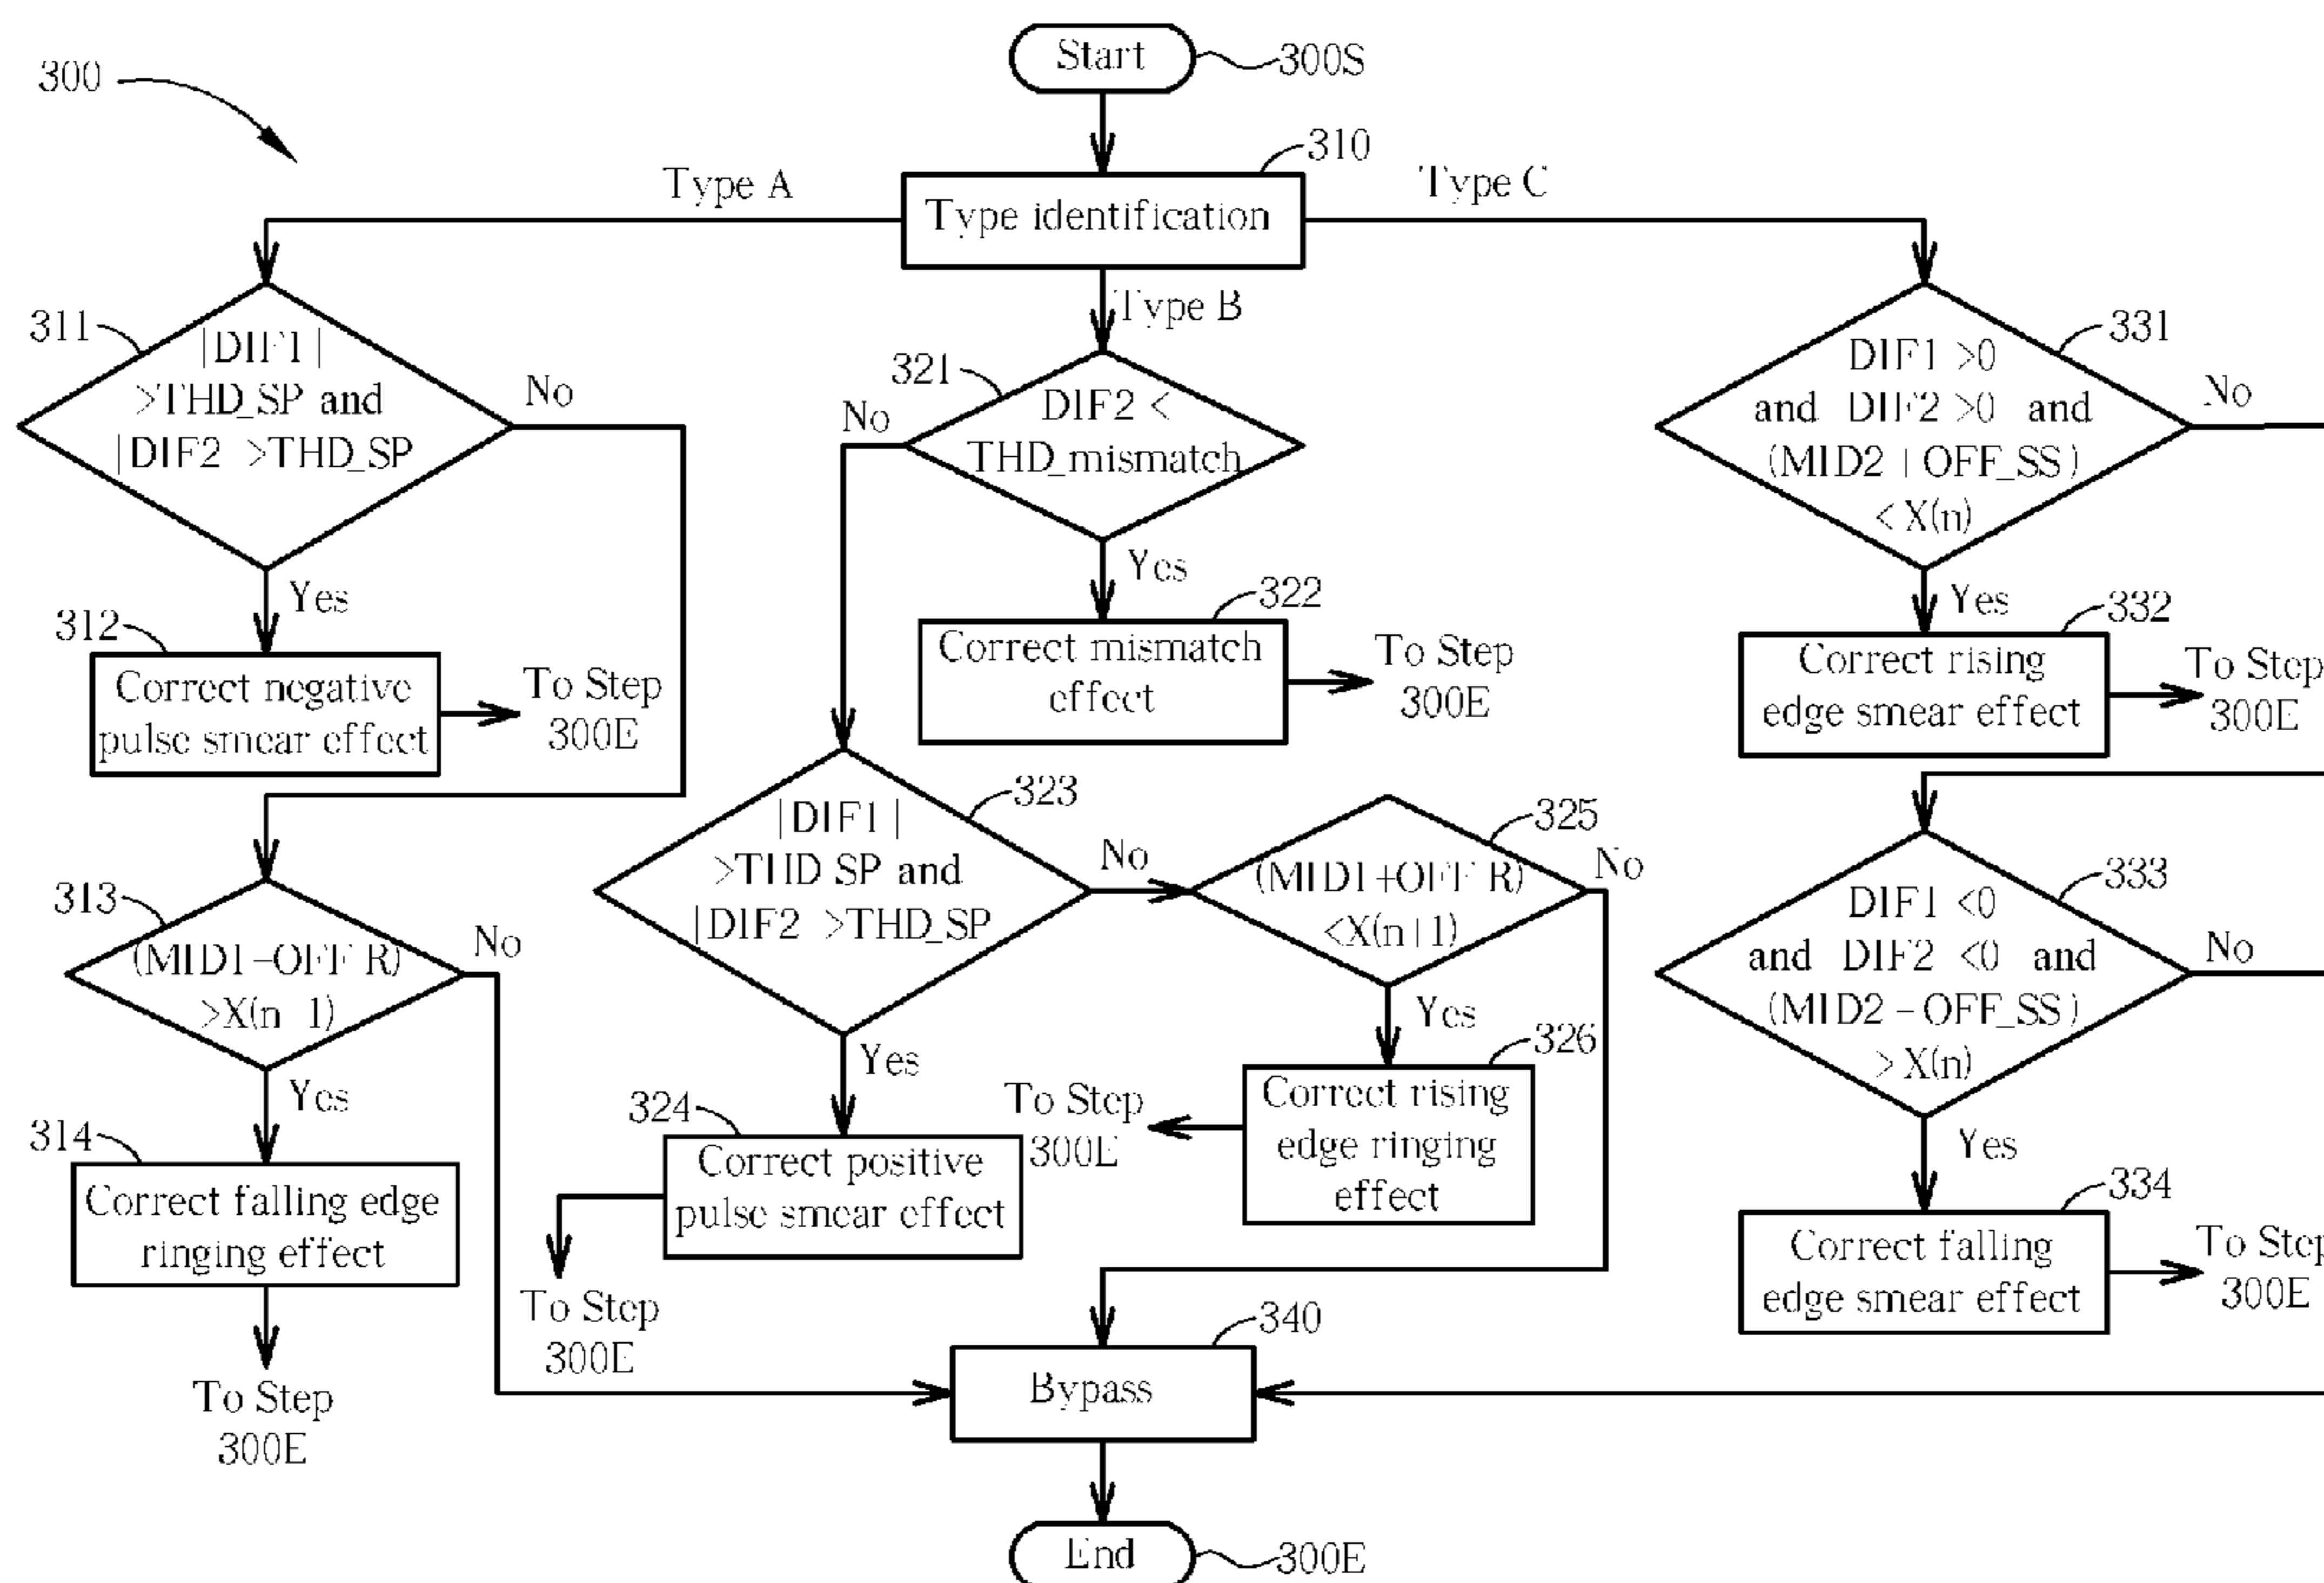 300
Start
300S
310
Type A
Type identification
Type C
Type B
311
|DIF1|
>THD_SP and
|DIF2 >THD_SP
No
Yes
312
Correct negative
pulse smear effect
To Step
300E
313
(MID1-OFF R)
>X(n 1)
No
Yes
314
Correct falling edge
ringing effect
To Step
300E
321
DIF2 <
THD_mismatch
No
Yes
322
Correct mismatch
effect
To Step
300E
323
|DIF1|
>THD SP and
|DIF2 >THD_SP
No
Yes
324
Correct positive
pulse smear effect
To Step
300E
325
(MID1+OFF R)
<X(n|1)
No
Yes
326
Correct rising
edge ringing
effect
To Step
300E
331
DIF1 >0
and DIF2 >0 and
(MID2 | OFF_SS)
<X(n)
No
Yes
332
Correct rising
edge smear effect
To Step
300E
333
DIF1 <0
and DIF2 <0 and
(MID2-OFF_SS)
>X(n)
No
Yes
334
Correct falling
edge smear effect
To Step
300E
340
Bypass
End
300E